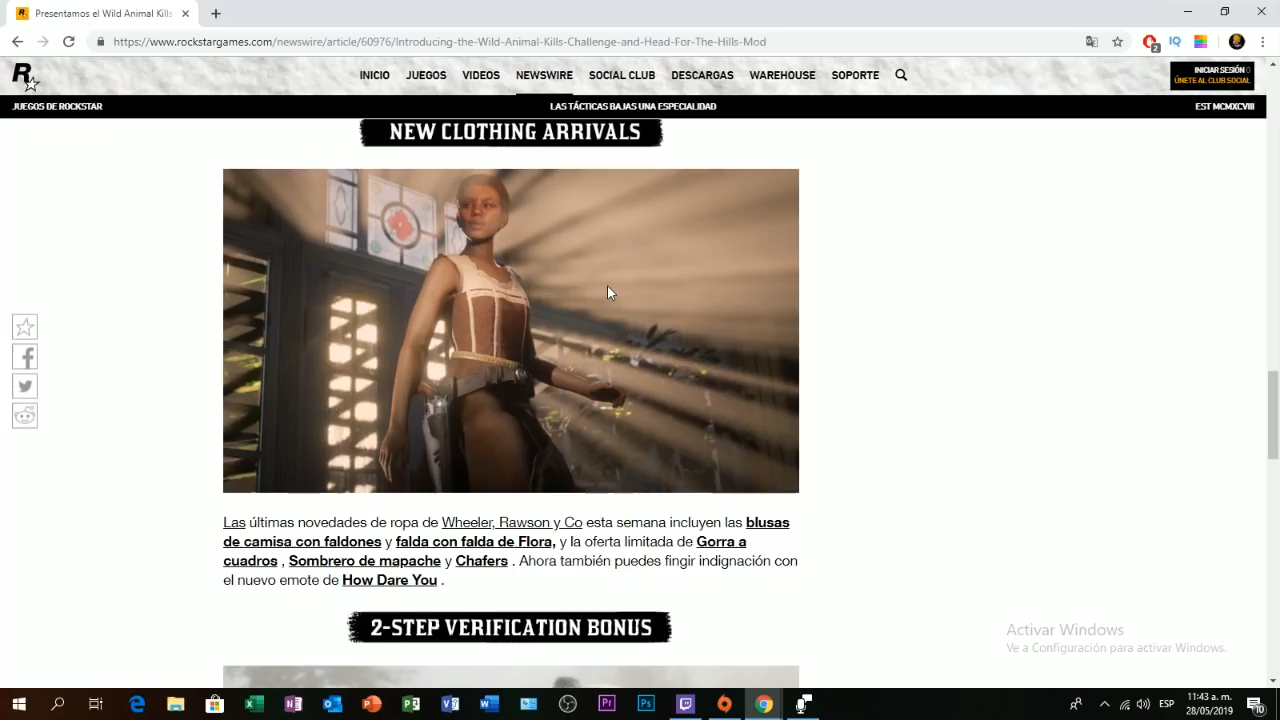 Presentamos el Wild Animal Kills
https://www.rockstargames.com/newswire/article/60976/Introducing-the-Wild-Animal-Kills-Challenge-and-Head-For-The-Hills-Mod
2
IQ
R
INICIO JUEGOS VIDEOS NEWSWIRE SOCIAL CLUB DESCARGAS WAREHOUSE SOPORTE
INICIAR SESIÓN
ÚNETE AL CLUB SOCIAL
JUEGOS DE ROCKSTAR LAS TÁCTICAS BAJAS UNA ESPECIALIDAD EST MCMXCVIII
NEW CLOTHING ARRIVALS
Las últimas novedades de ropa de Wheeler, Rawson y Co esta semana incluyen las blusas
de camisa con faldones y falda con falda de Flora, y la oferta limitada de Gorra a
cuadros , Sombrero de mapache y Chafers . Ahora también puedes fingir indignación con
el nuevo emote de How Dare You .
2-STEP VERIFICATION BONUS
Activar Windows
Ve a Configuración para activar Windows.
ESP
11:43 a. m.
28/05/2019
10